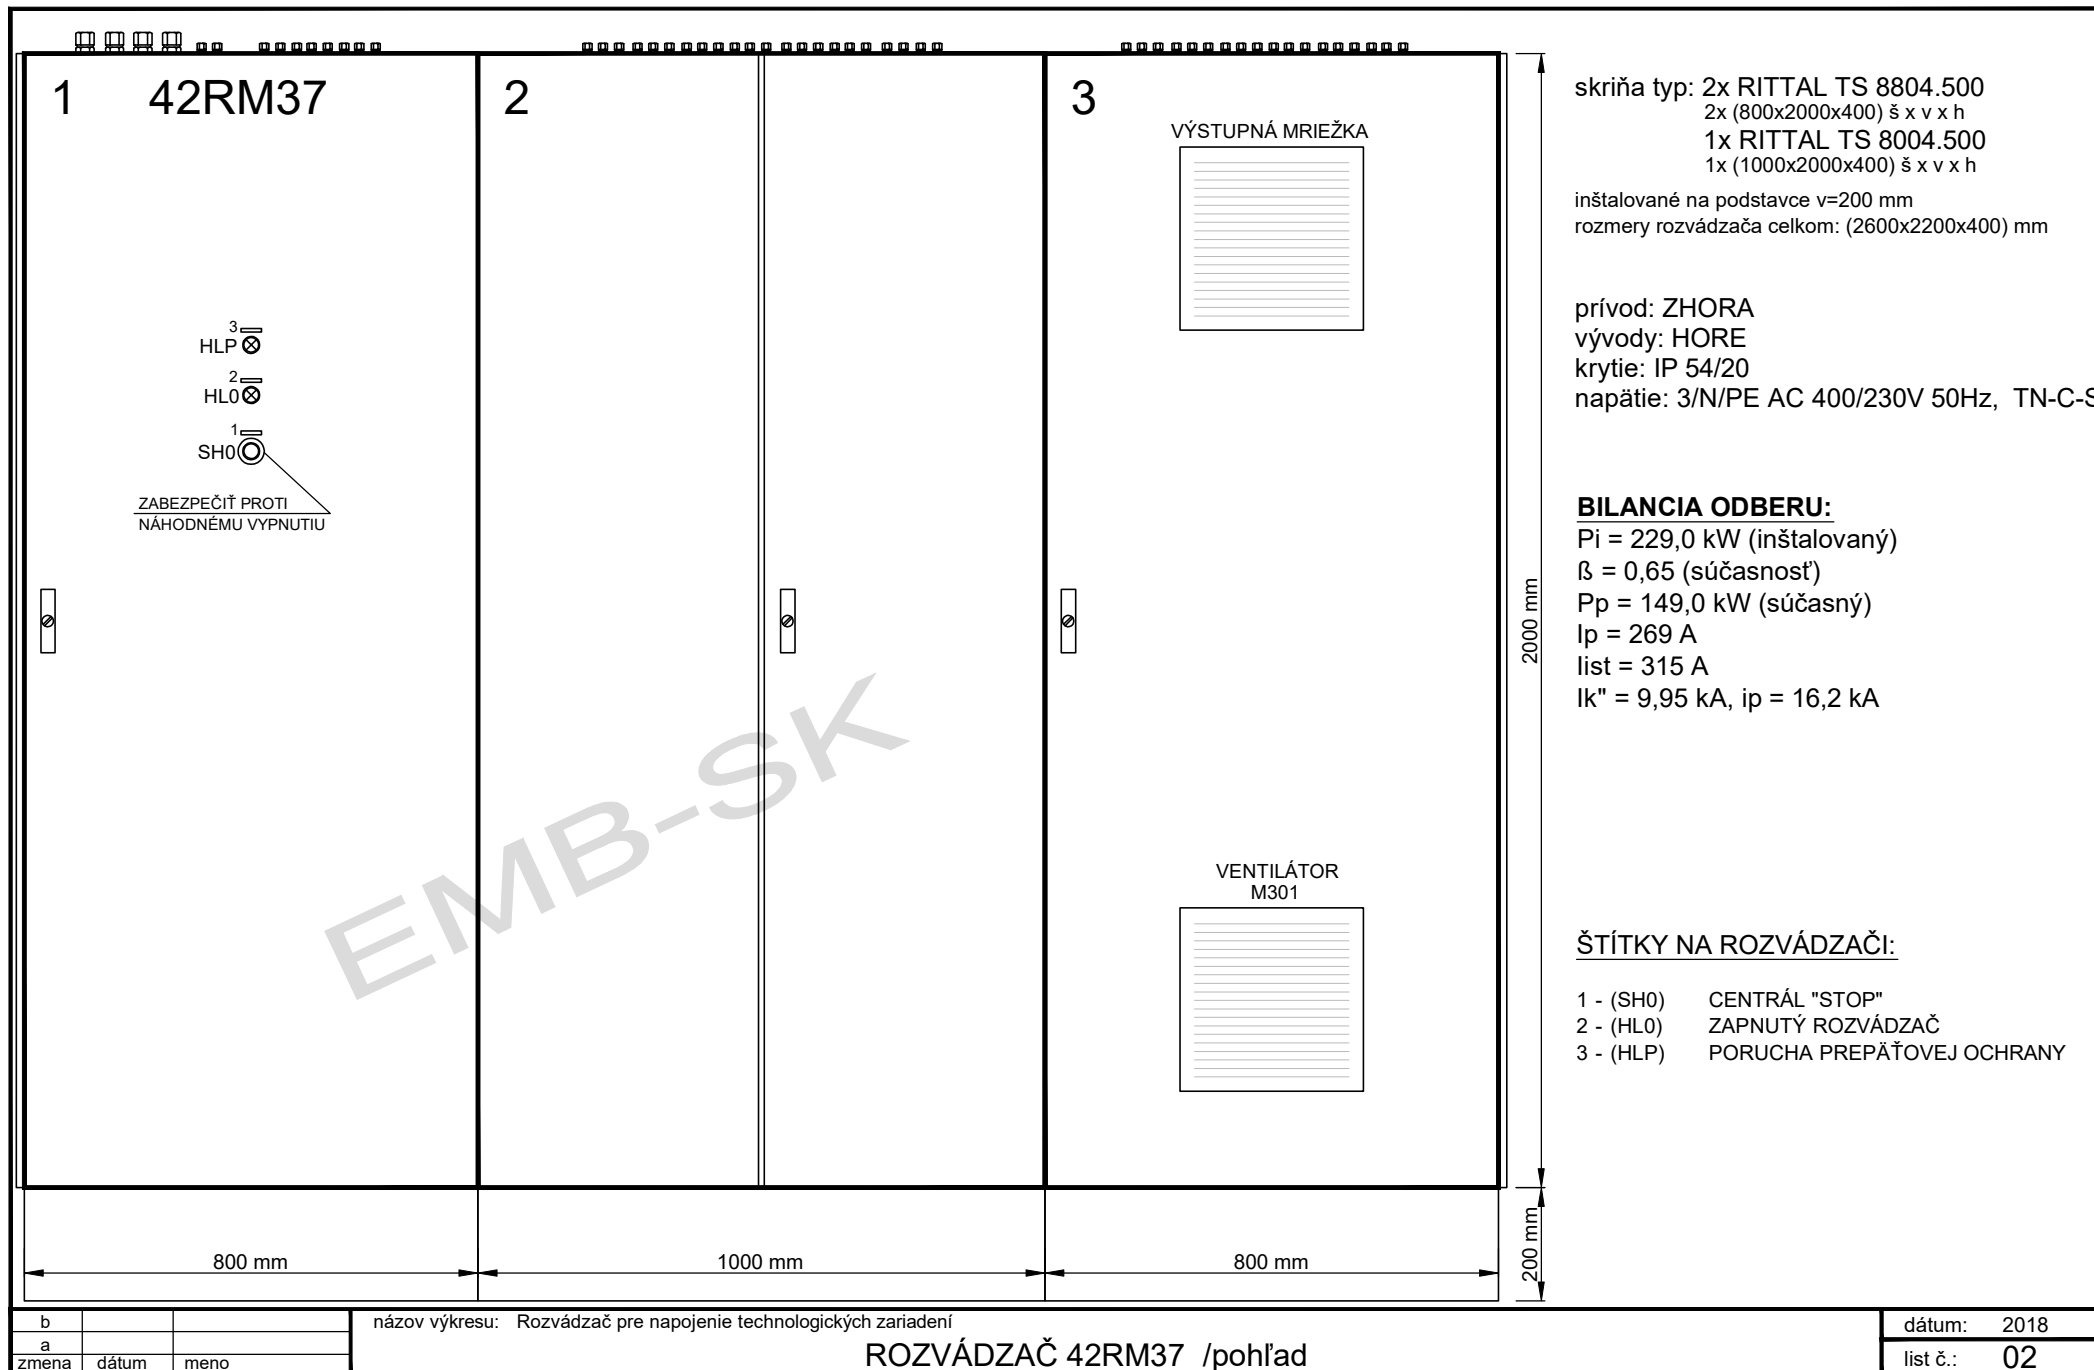 1 42RM37 2 3
VÝSTUPNÁ MRIEŽKA
3
HLP
2
HL0
1
SH0
ZABEZPEČIŤ PROTI
NÁHODNÉMU VYPNUTIU
EMB-SK
VENTILÁTOR
M301
2000 mm
200 mm
800 mm 1000 mm 800 mm
skriňa typ: 2x RITTAL TS 8804.500
2x (800x2000x400) š x v x h
1x RITTAL TS 8004.500
1x (1000x2000x400) š x v x h
inštalované na podstavce v=200 mm
rozmery rozvádzača celkom: (2600x2200x400) mm
prívod: ZHORA
vývody: HORE
krytie: IP 54/20
napätie: 3/N/PE AC 400/230V 50Hz, TN-C-S
BILANCIA ODBERU:
Pi = 229,0 kW (inštalovaný)
ß = 0,65 (súčasnosť)
Pp = 149,0 kW (súčasný)
Ip = 269 A
Iist = 315 A
Ik" = 9,95 kA, ip = 16,2 kA
ŠTÍTKY NA ROZVÁDZAČI:
1 - (SH0) CENTRÁL "STOP"
2 - (HL0) ZAPNUTÝ ROZVÁDZAČ
3 - (HLP) PORUCHA PREPÄŤOVEJ OCHRANY
b
a
zmena dátum meno
názov výkresu: Rozvádzač pre napojenie technologických zariadení
ROZVÁDZAČ 42RM37 /pohľad
dátum: 2018
list č.: 02